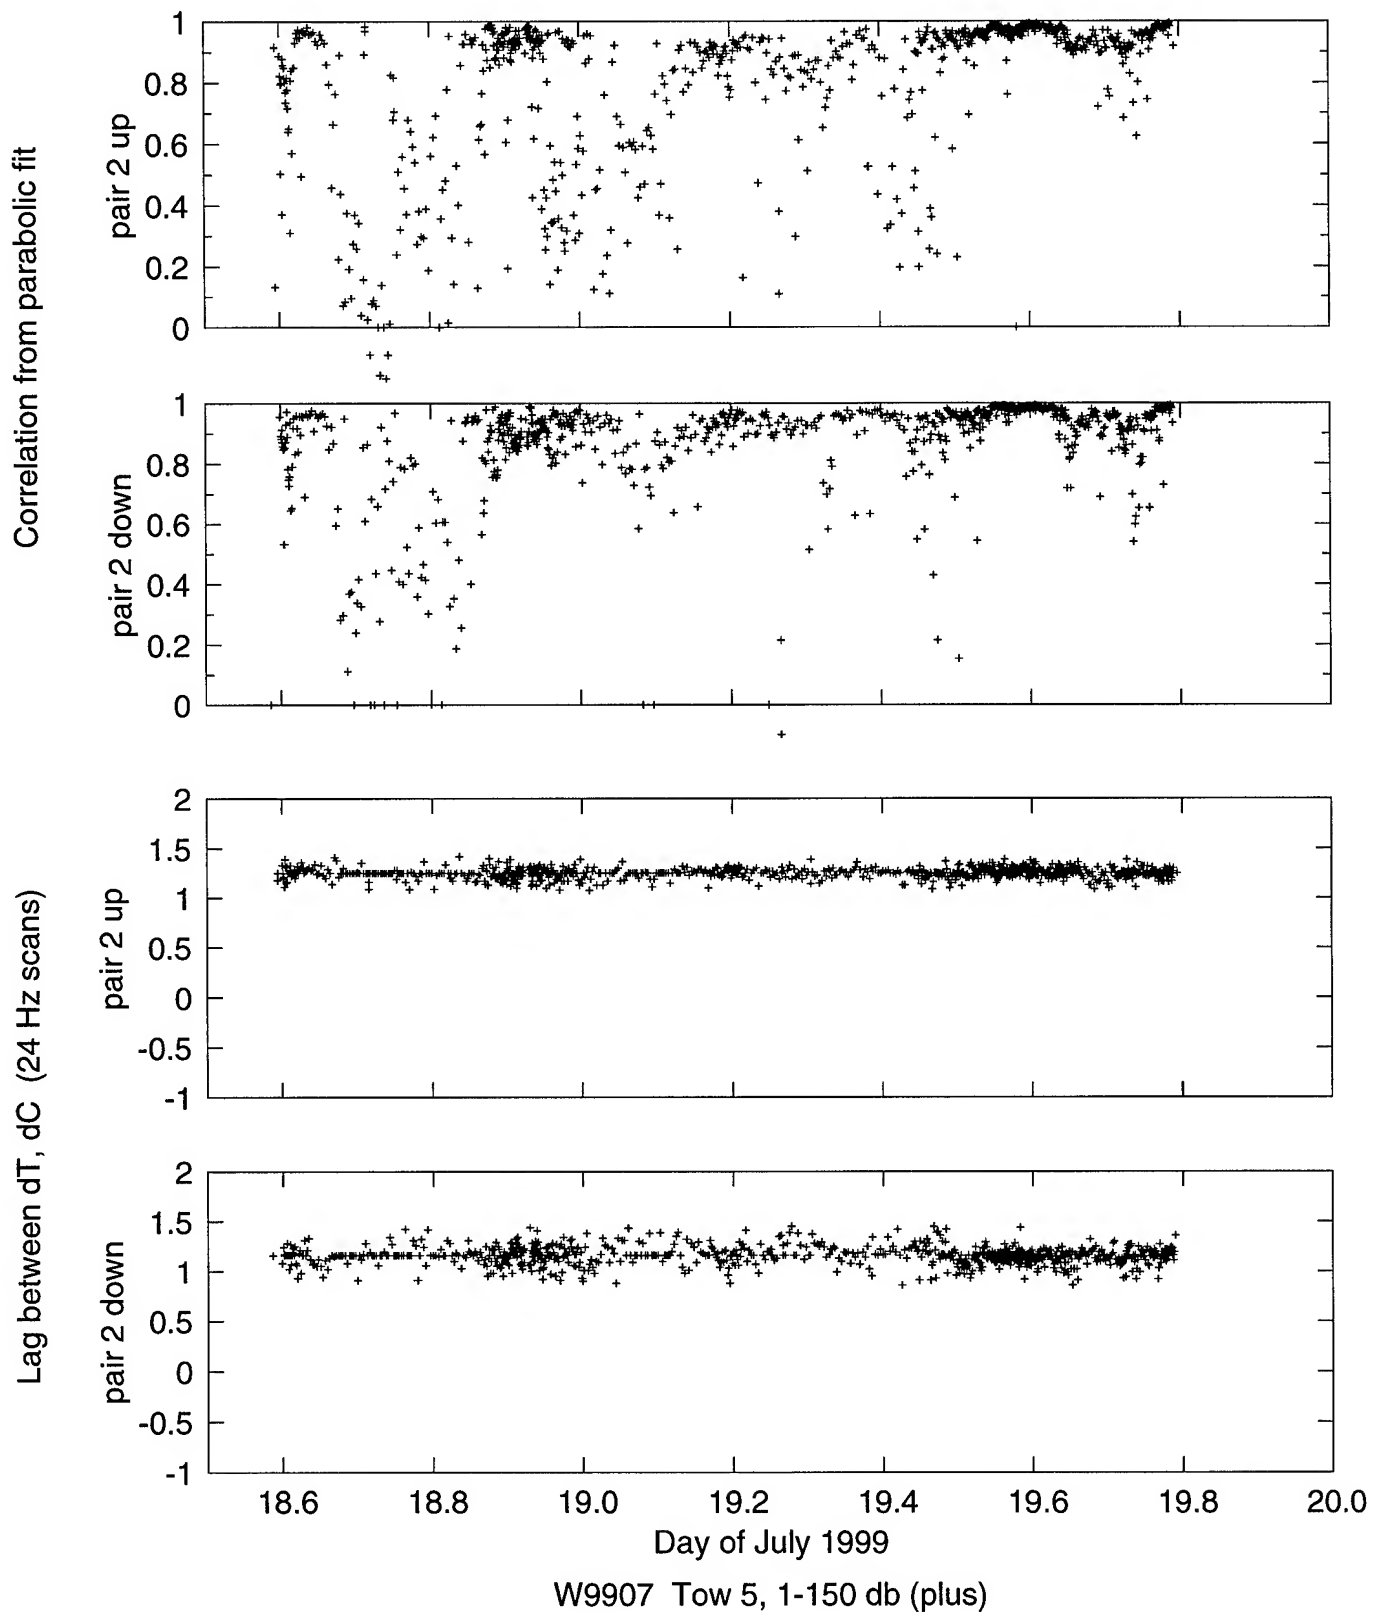 Correlation from parabolic fit
pair 2 up
1
0.8
0.6
0.4
0.2
0
pair 2 down
1
0.8
0.6
0.4
0.2
0
Lag between dT, dC (24 Hz scans)
pair 2 up
2
1.5
1
0.5
0
-0.5
-1
pair 2 down
2
1.5
1
0.5
0
-0.5
-1
18.6 18.8 19.0 19.2 19.4 19.6 19.8 20.0
Day of July 1999
W9907 Tow 5, 1-150 db (plus)